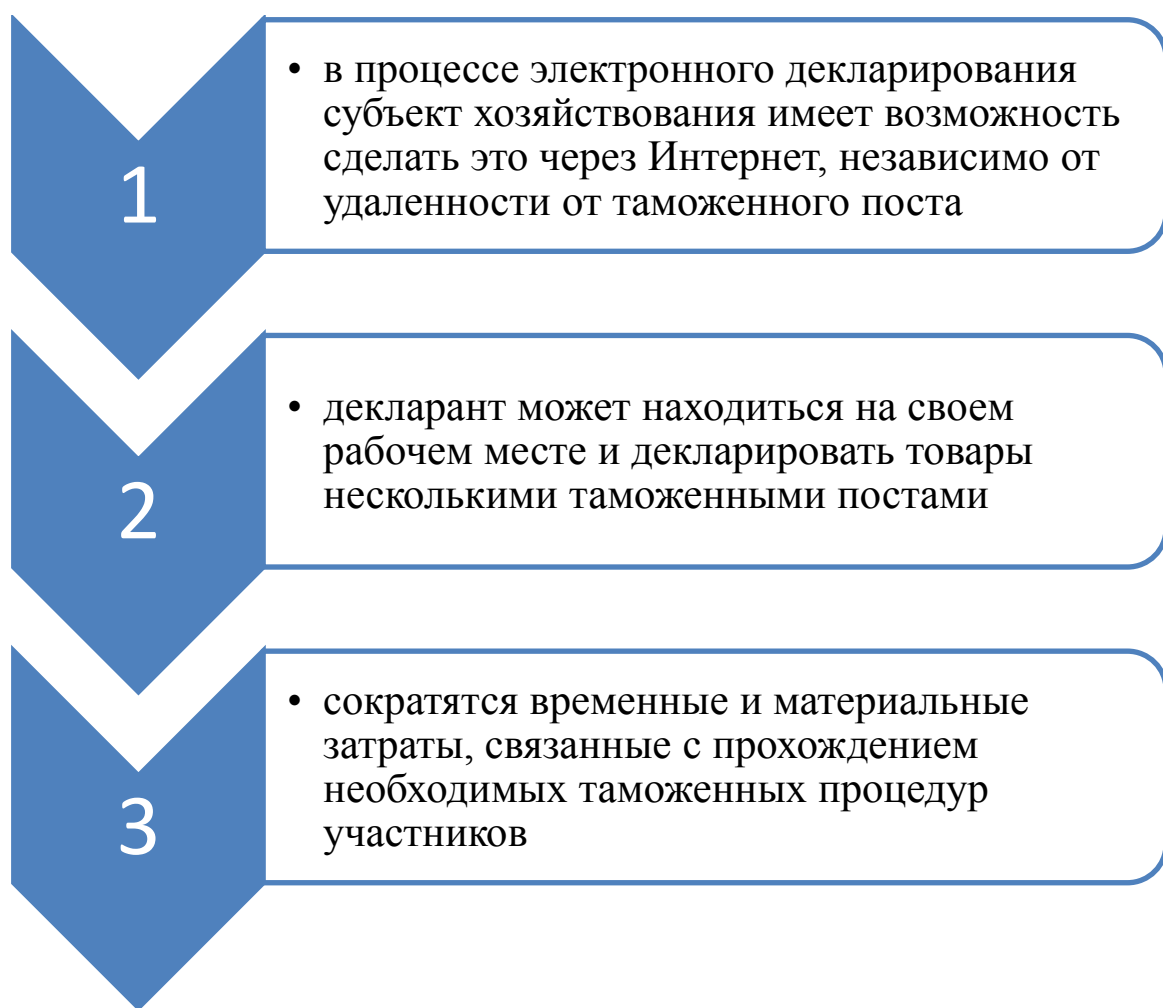 1
• в процессе электронного декларирования
субъект хозяйствования имеет возможность
сделать это через Интернет, независимо от
удаленности от таможенного поста
2
• декларант может находиться на своем
рабочем месте и декларировать товары
несколькими таможенными постами
3
• сократятся временные и материальные
затраты, связанные с прохождением
необходимых таможенных процедур
участников